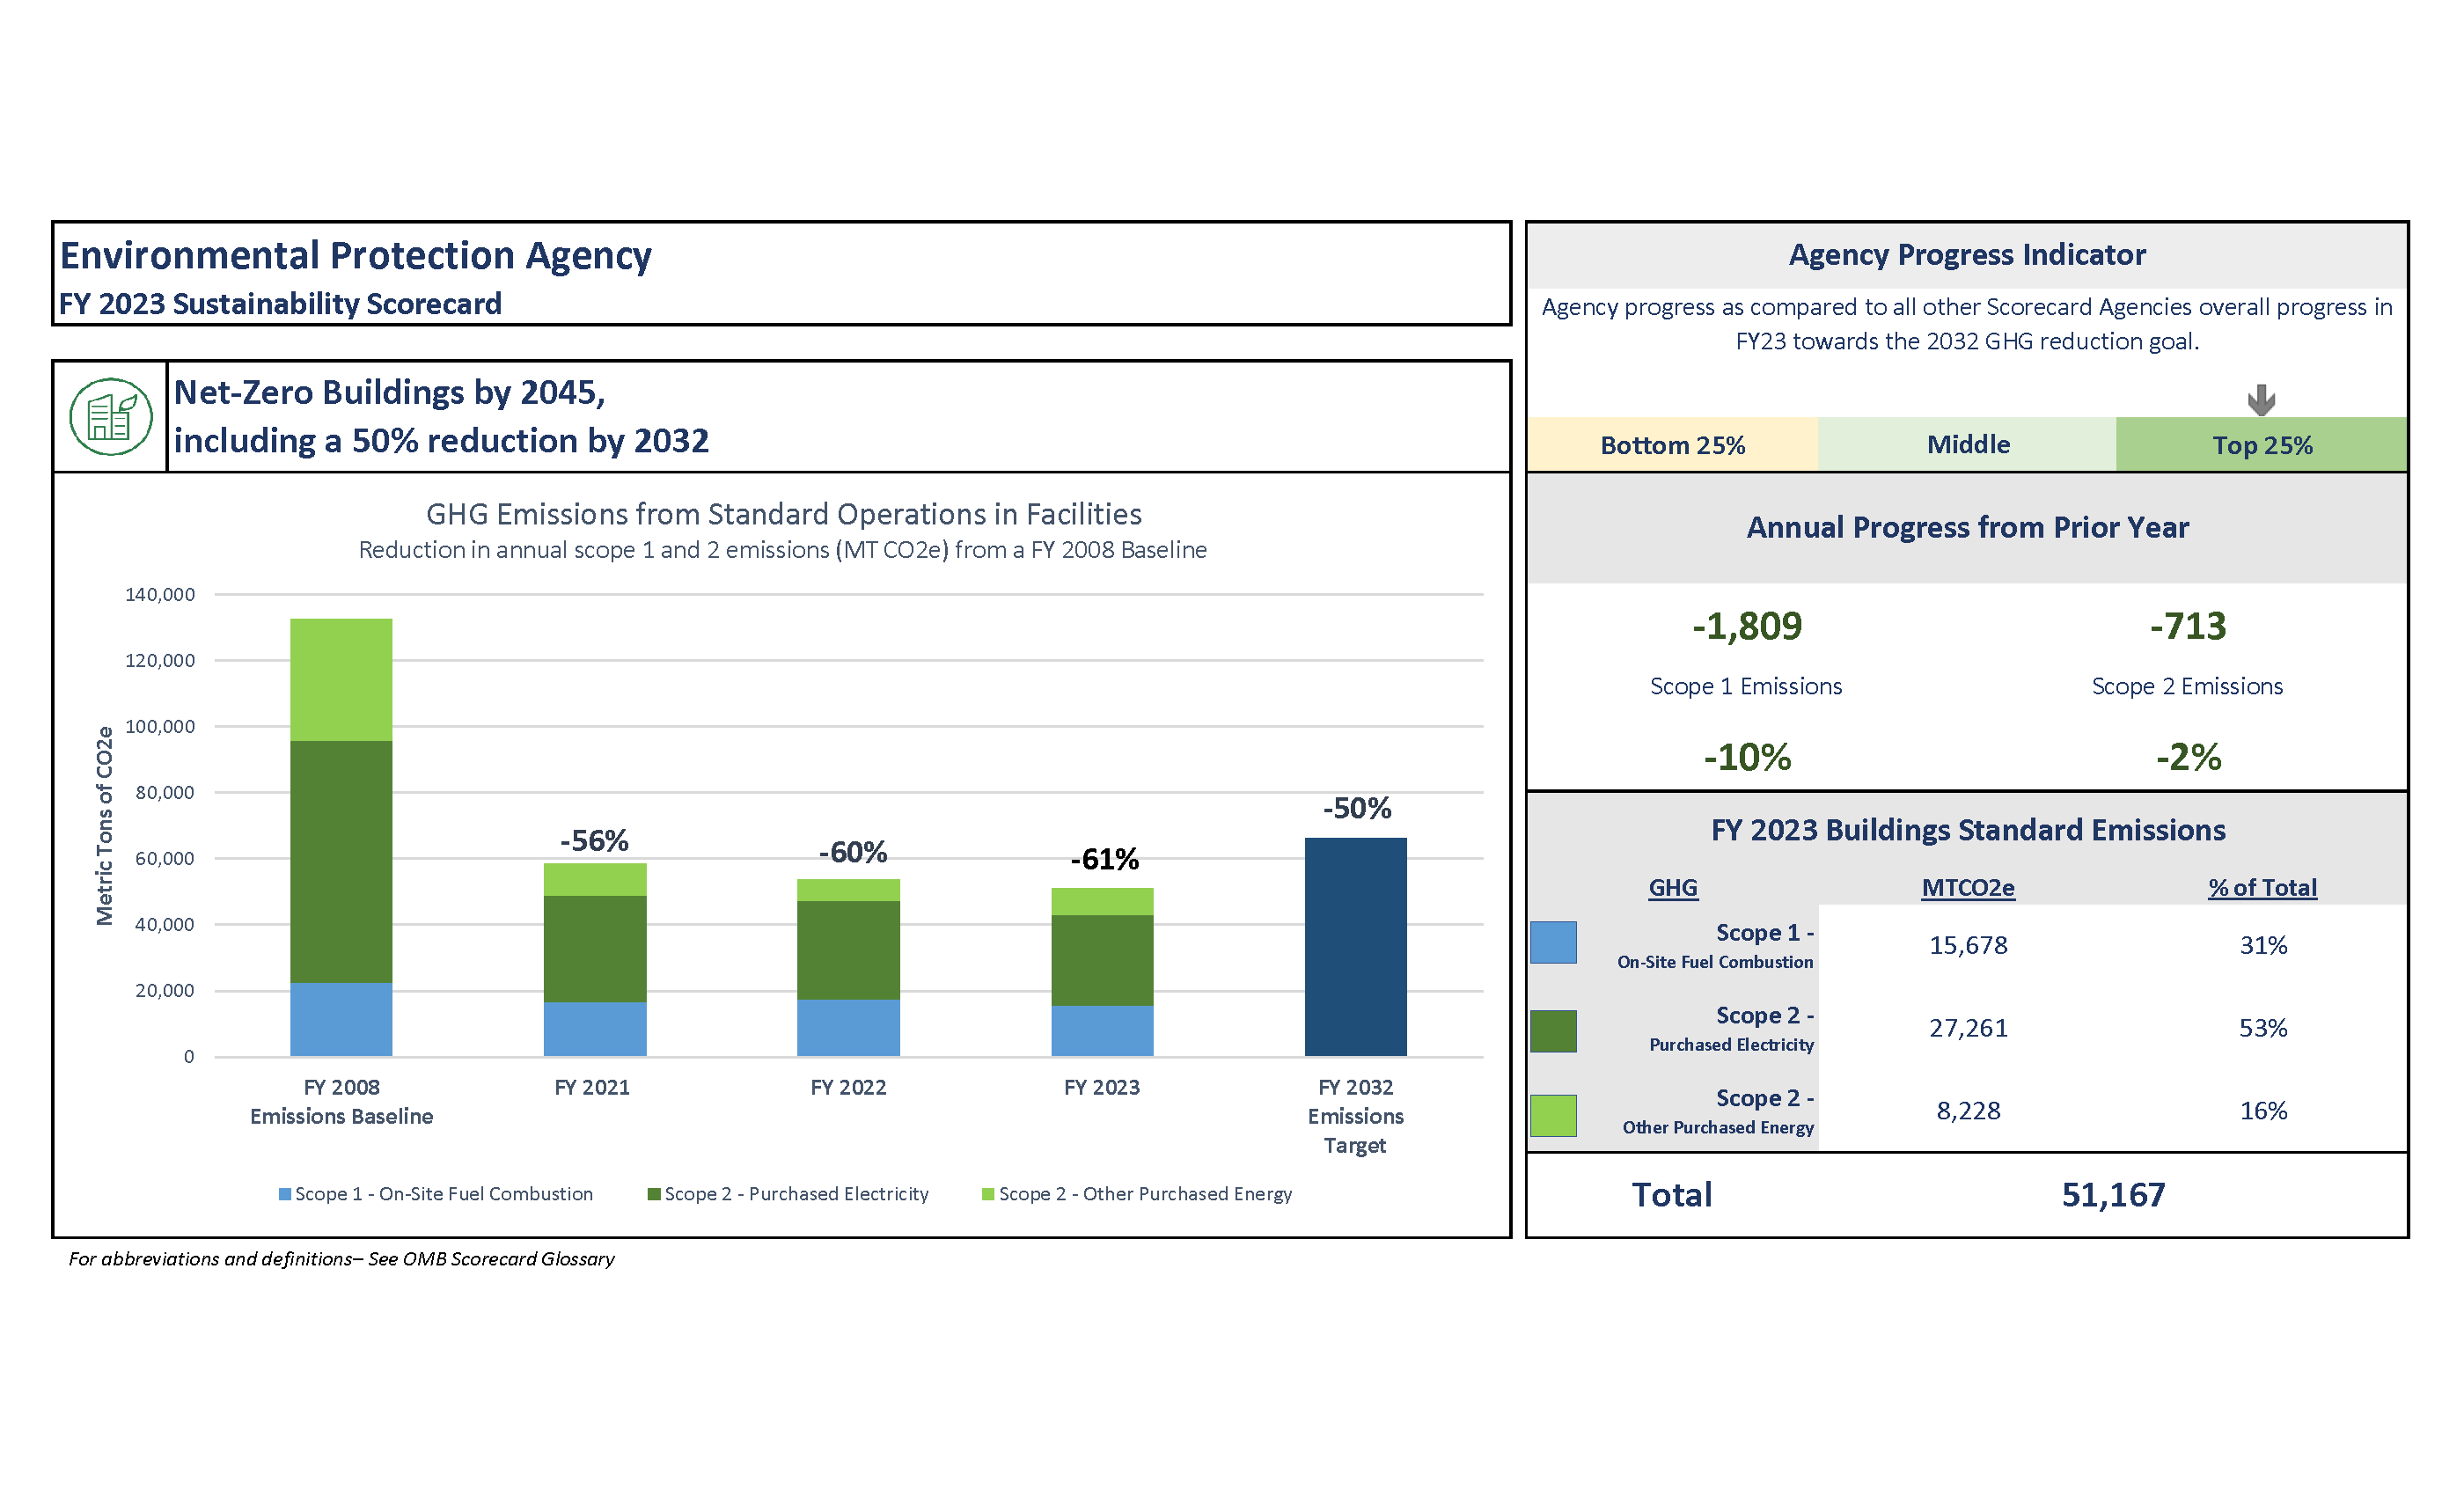 Environmental Protection Agency
FY 2023 Sustainability Scorecard
Net-Zero Buildings by 2045,
including a 50% reduction by 2032
GHG Emissions from Standard Operations in Facilities
Reduction in annual scope 1 and 2 emissions (MT CO2e) from a FY 2008 Baseline
Metric Tons of CO2e
140,000
120,000
100,000
80,000
60,000
40,000
20,000
0
-56%
-60%
-61%
-50%
FY 2008
Emissions Baseline
FY 2021
FY 2022
FY 2023
FY 2032
Emissions
Target
Scope 1 - On-Site Fuel Combustion
Scope 2 - Purchased Electricity
Scope 2 - Other Purchased Energy
For abbreviations and definitions– See OMB Scorecard Glossary
Agency Progress Indicator
Agency progress as compared to all other Scorecard Agencies overall progress in
FY23 towards the 2032 GHG reduction goal.
Bottom 25%
Middle
Top 25%
Annual Progress from Prior Year
-1,809
-713
Scope 1 Emissions
Scope 2 Emissions
-10%
-2%
FY 2023 Buildings Standard Emissions
GHG
MTCO2e
% of Total
Scope 1 -
On-Site Fuel Combustion
15,678
31%
Scope 2 -
Purchased Electricity
27,261
53%
Scope 2 -
Other Purchased Energy
8,228
16%
Total
51,167